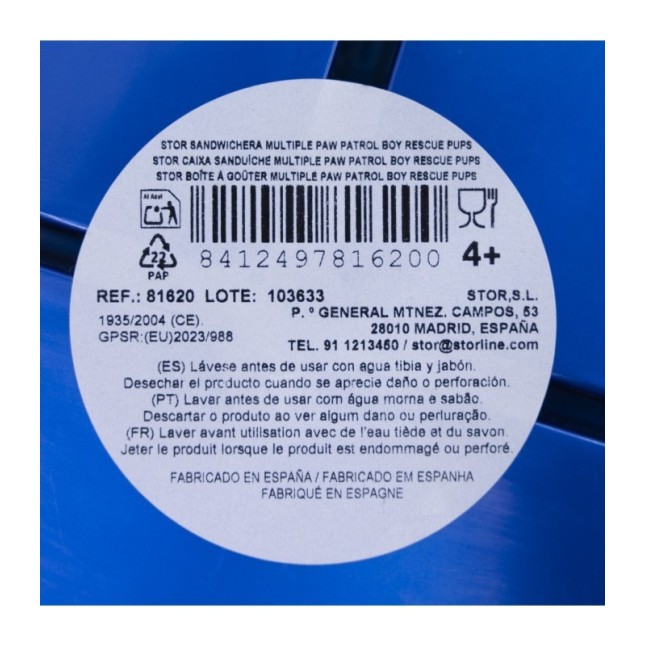 STOR SANDWICHERA MULTIPLE PAW PATROL BOY RESCUE PUPS
STOR CAIXA SANDUÍCHE MULTIPLE PAW PATROL BOY RESCUE PUPS
STOR BOÎTE À GOÛTER MULTIPLE PAW PATROL BOY RESCUE PUPS
Al Azul
8412497816200
4+
22
PAP
REF.: 81620 LOTE: 103633
1935/2004 (CE).
GPSR:(EU)2023/988
STOR,S.L.
P. º GENERAL MTNEZ. CAMPOS, 53
28010 MADRID, ESPAÑA
TEL. 91 1213450 / stor@storline.com
(ES) Lávese antes de usar con agua tibia y jabón.
Desechar el producto cuando se aprecie daño o perforación.
(PT) Lavar antes de usar com água morna e sabão.
Descartar o produto ao ver algum dano ou perfuração.
(FR) Laver avant utilisation avec de l'eau tiède et du savon.
Jeter le produit lorsque le produit est endommagé ou perforé.
FABRICADO EN ESPAÑA / FABRICADO EM ESPANHA
FABRIQUÉ EN ESPAGNE